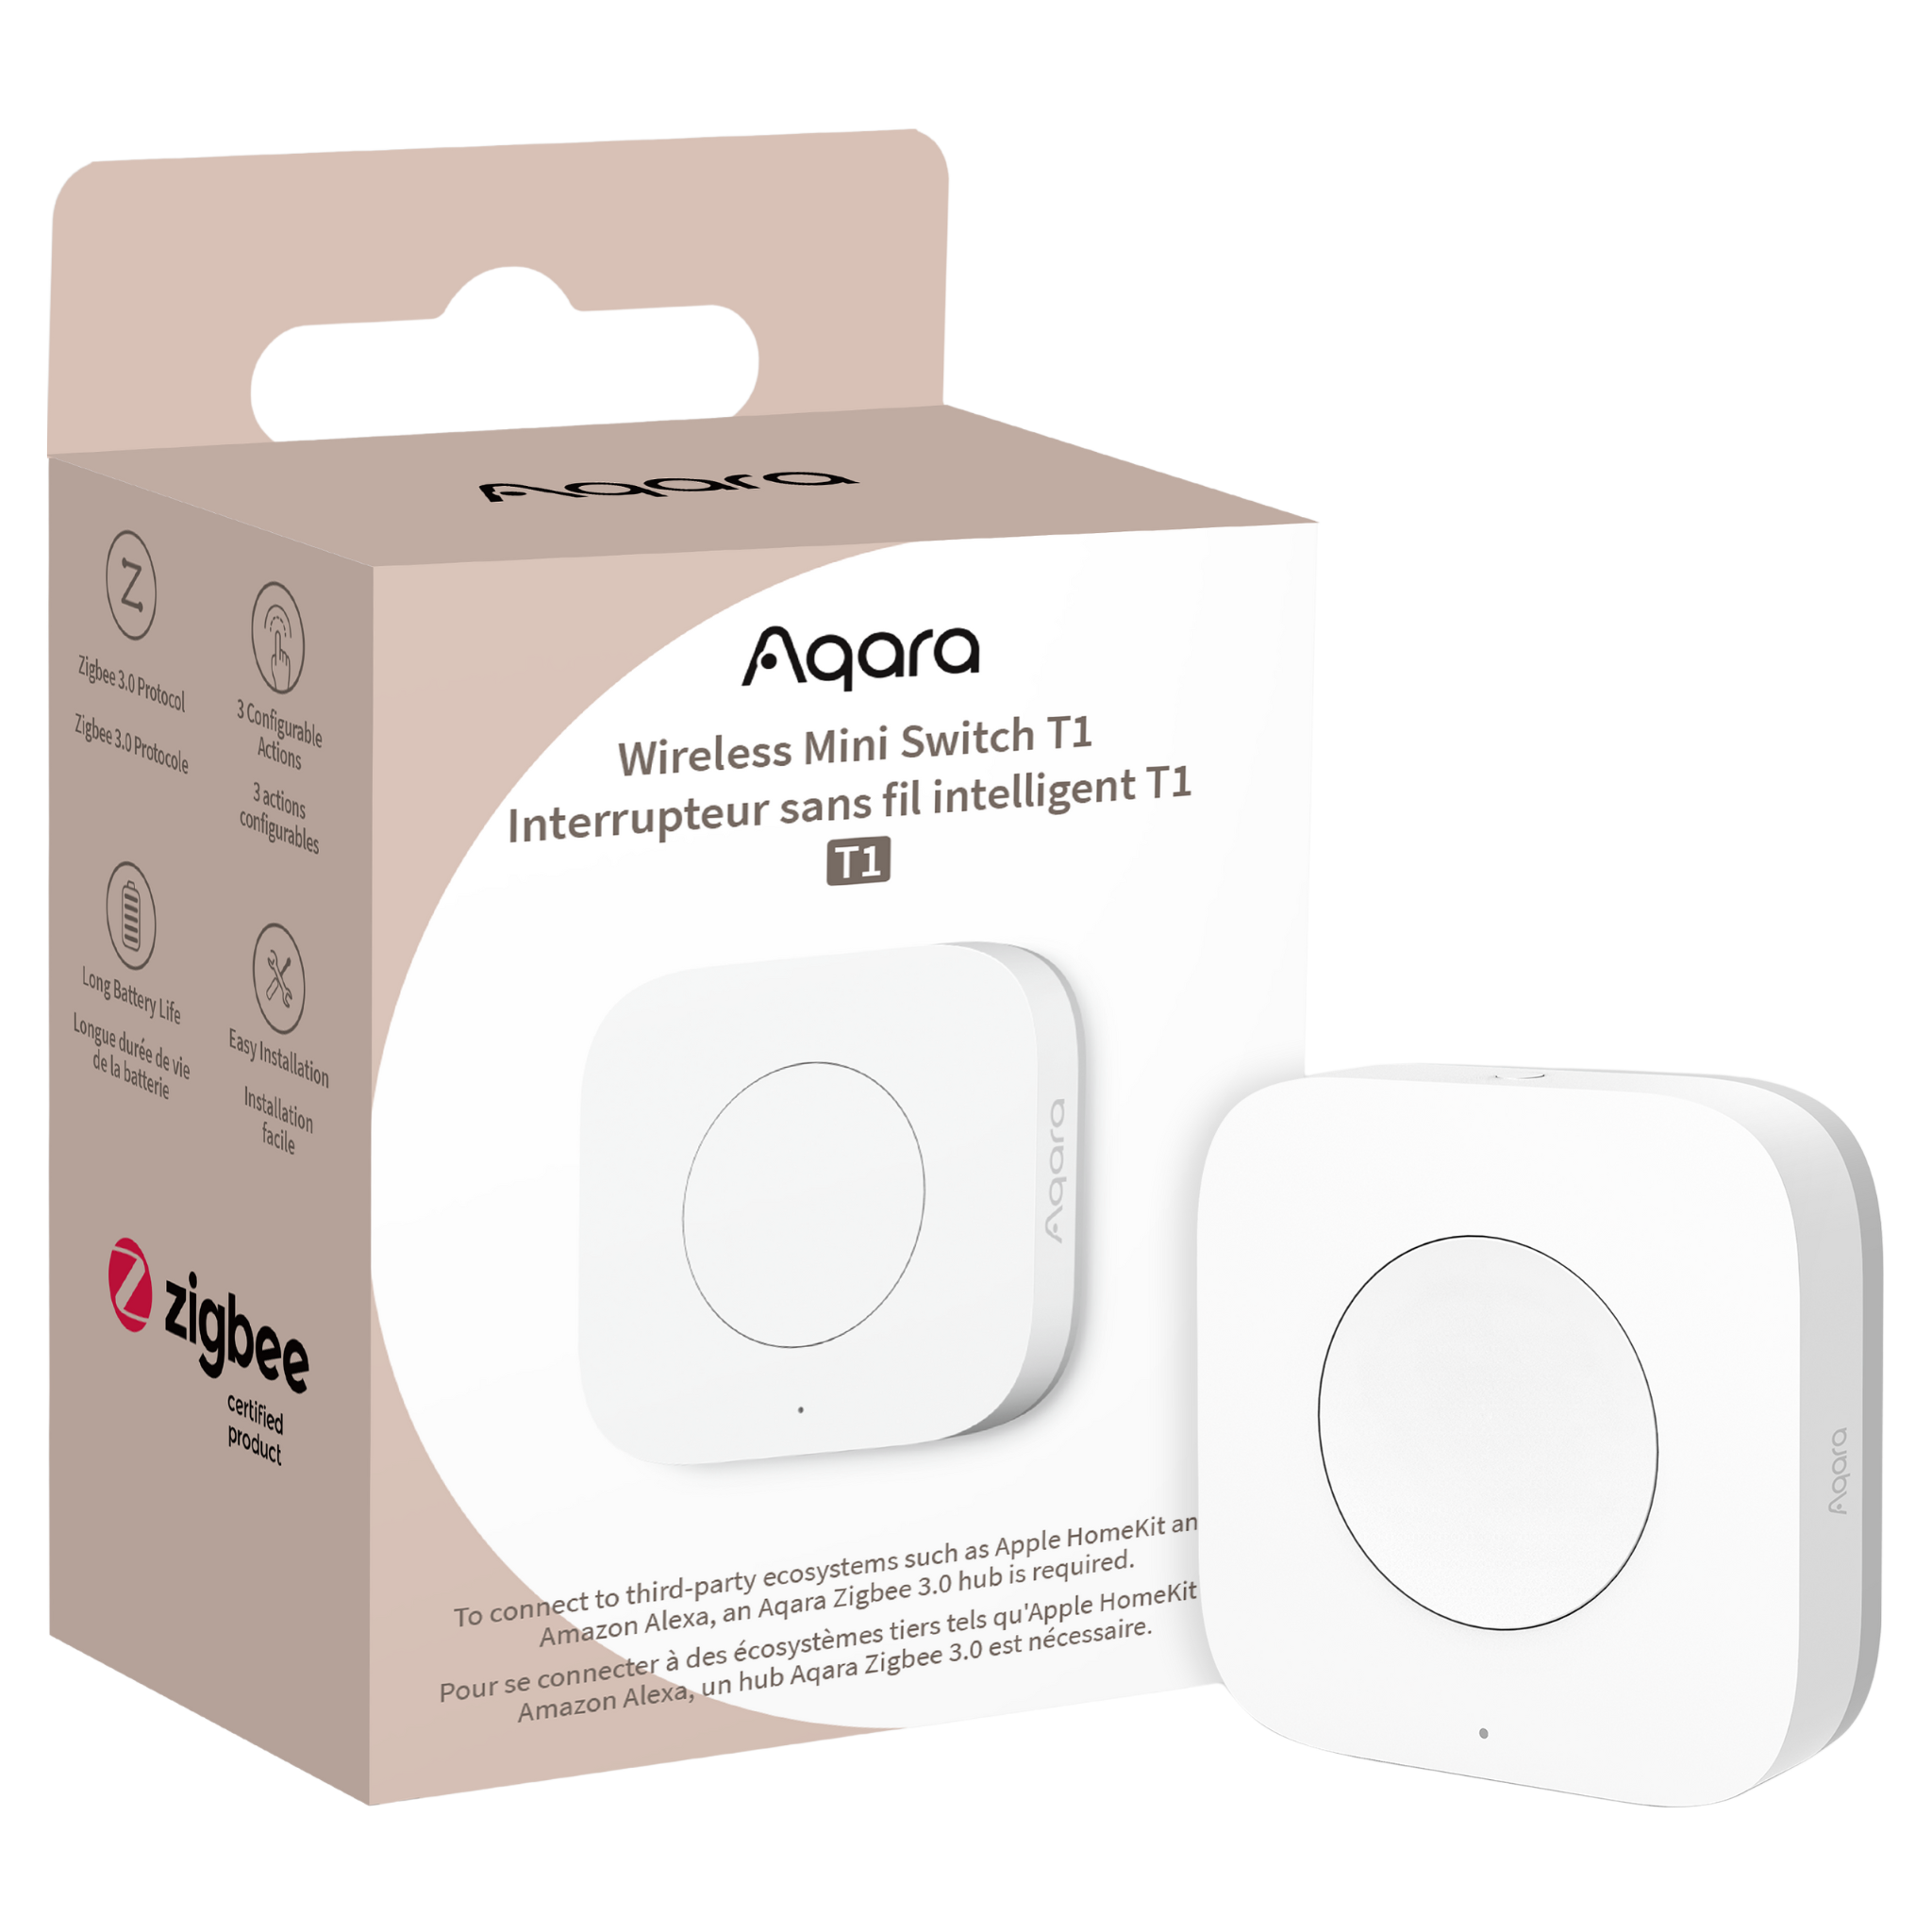 Aqara
Zigbee 3.0 Protocol
Zigbee 3.0 Protocole
3 Configurable
Actions
3 actions
configurables
Long Battery Life
Longue durée de vie
de la batterie
Easy Installation
Installation
facile
zigbee
certified
product
Aqara
Wireless Mini Switch T1
Interrupteur sans fil intelligent T1
T1
Aqara
To connect to third-party ecosystems such as Apple HomeKit an
Amazon Alexa, an Aqara Zigbee 3.0 hub is required.
Pour se connecter à des écosystèmes tiers tels qu'Apple HomeKit
Amazon Alexa, un hub Aqara Zigbee 3.0 est nécessaire.
Aqara